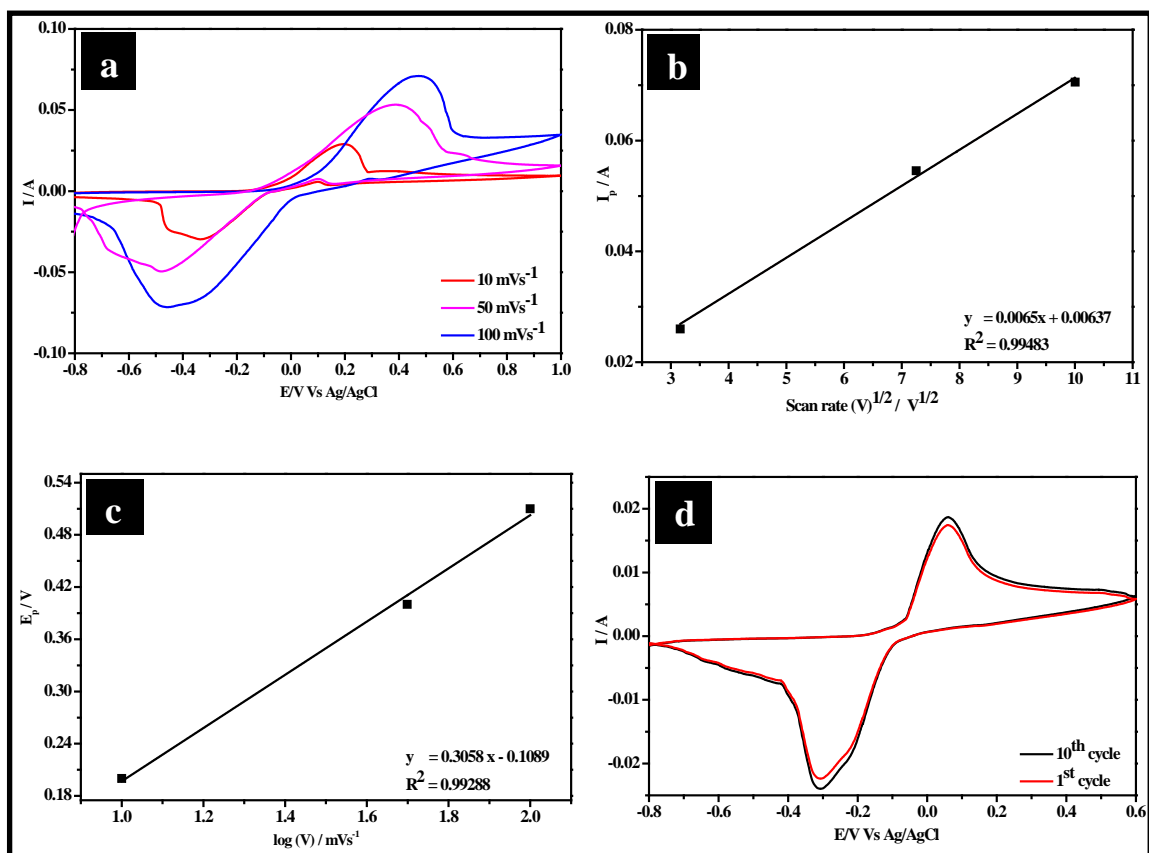 a
0.10
0.05
0.00
-0.05
-0.10
I / A
-0.8 -0.6 -0.4 -0.2 0.0 0.2 0.4 0.6 0.8 1.0
E/V Vs Ag/AgCl
10 mVs⁻¹
50 mVs⁻¹
100 mVs⁻¹
b
0.08
0.06
0.04
0.02
I_p / A
3 4 5 6 7 8 9 10 11
Scan rate (V)^1/2 / V^1/2
y = 0.0065x + 0.00637
R² = 0.99483
c
0.54
0.48
0.42
0.36
0.30
0.24
0.18
E_p / V
1.0 1.2 1.4 1.6 1.8 2.0
log (V) / mVs⁻¹
y = 0.3058 x - 0.1089
R² = 0.99288
d
0.02
0.01
0.00
-0.01
-0.02
I / A
-0.8 -0.6 -0.4 -0.2 0.0 0.2 0.4 0.6
E/V Vs Ag/AgCl
10th cycle
1st cycle